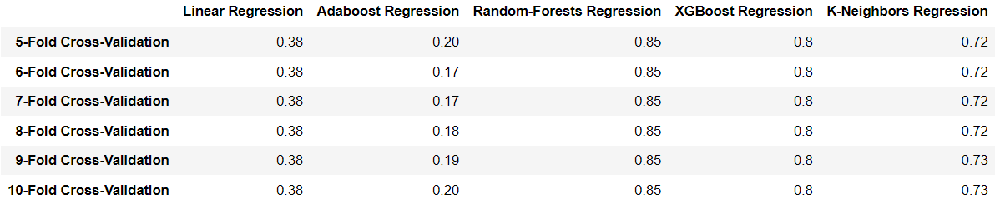 Linear Regression Adaboost Regression Random-Forests Regression XGBoost Regression K-Neighbors Regression
5-Fold Cross-Validation 0.38 0.20 0.85 0.8 0.72
6-Fold Cross-Validation 0.38 0.17 0.85 0.8 0.72
7-Fold Cross-Validation 0.38 0.17 0.85 0.8 0.72
8-Fold Cross-Validation 0.38 0.18 0.85 0.8 0.72
9-Fold Cross-Validation 0.38 0.19 0.85 0.8 0.73
10-Fold Cross-Validation 0.38 0.20 0.85 0.8 0.73